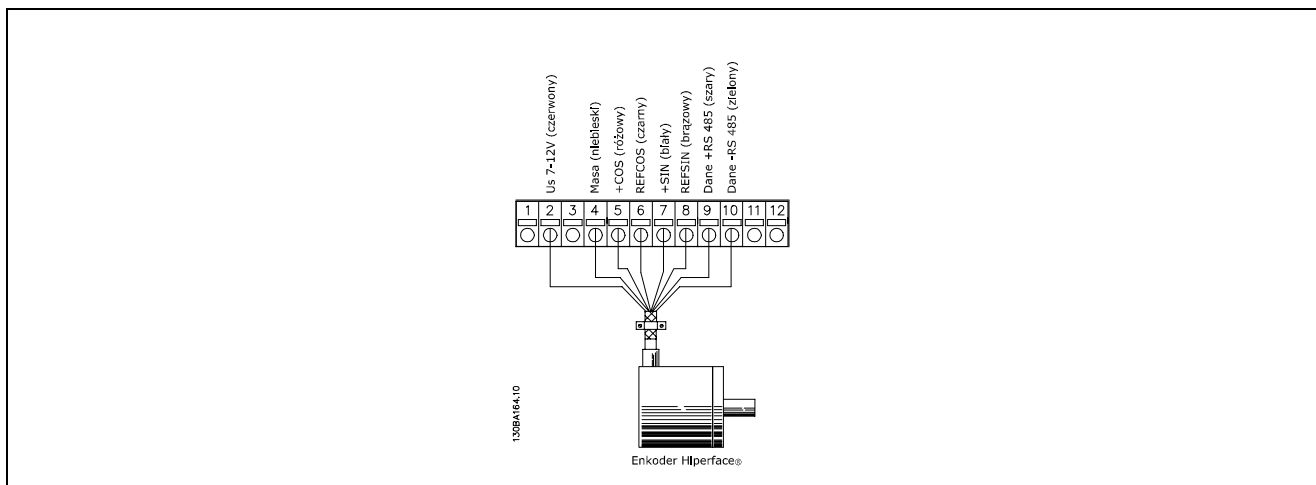 Us 7-12V (czerwony)
Masa (niebieski)
+COS (różowy)
REFCOS (czarny)
+SIN (biały)
REFSIN (brązowy)
Dane +RS 485 (szary)
Dane -RS 485 (zielony)
1 2 3 4 5 6 7 8 9 10 11 12
130BA164.10
Enkoder Hiperface®